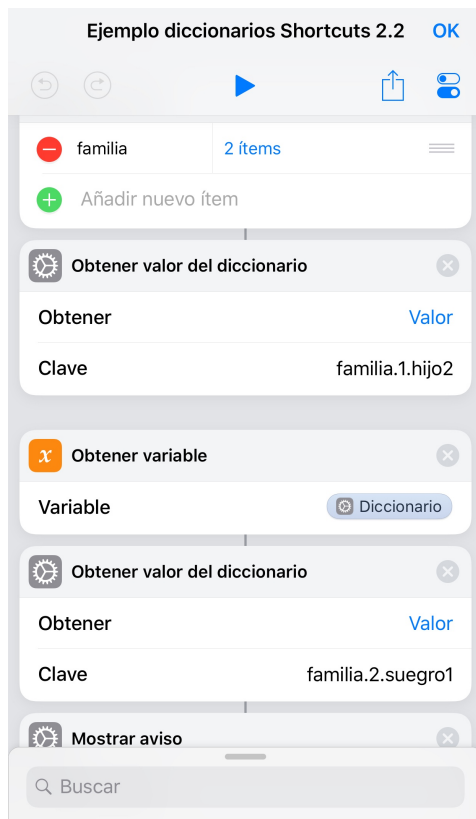 Ejemplo diccionarios Shortcuts 2.2 OK
familia 2 ítems
Añadir nuevo ítem
Obtener valor del diccionario
Obtener Valor
Clave familia.1.hijo2
x Obtener variable
Variable Diccionario
Obtener valor del diccionario
Obtener Valor
Clave familia.2.suegro1
Mostrar aviso
Buscar